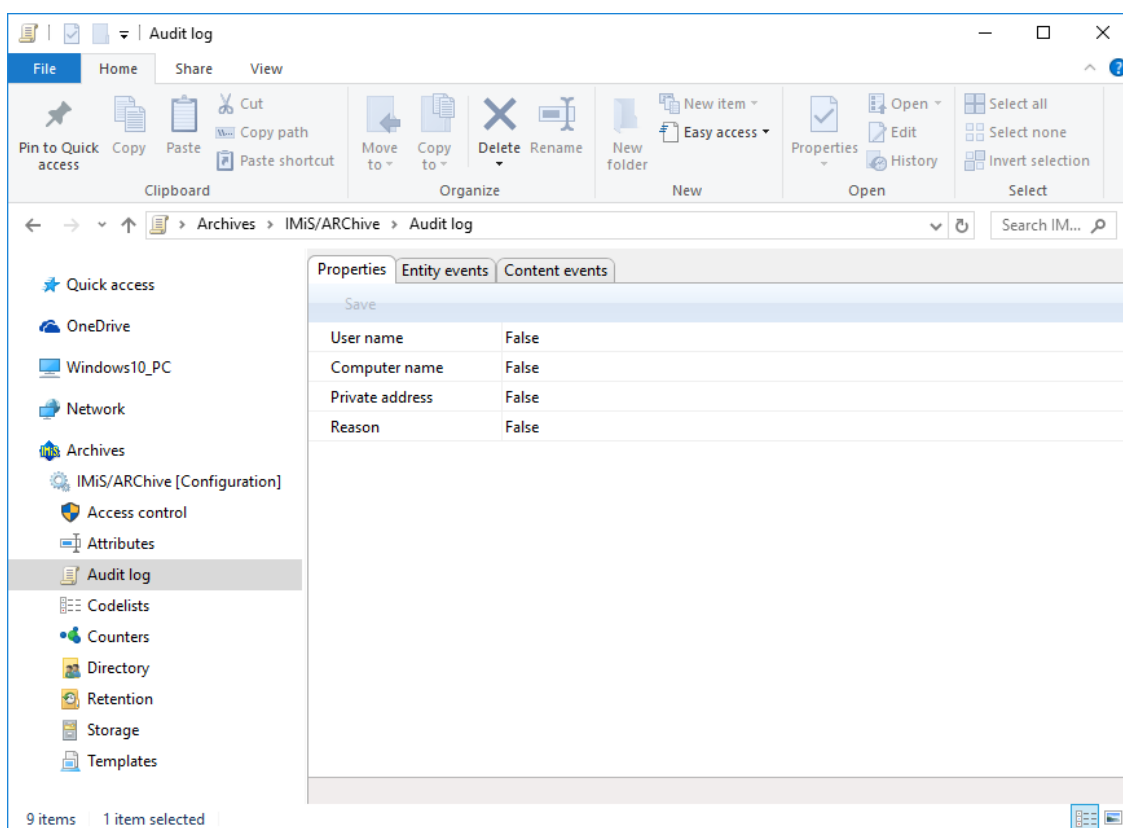 Audit log
File Home Share View
Pin to Quick access
Copy
Paste
Cut
Copy path
Paste shortcut
Clipboard
Move to
Copy to
Delete
Rename
Organize
New folder
New item
Easy access
New
Properties
Open
Edit
History
Open
Select all
Select none
Invert selection
Select
Archives > IMiS/ARChive > Audit log
Search IM...
Quick access
OneDrive
Windows10_PC
Network
Archives
IMiS/ARChive [Configuration]
Access control
Attributes
Audit log
Codelists
Counters
Directory
Retention
Storage
Templates
Properties Entity events Content events
Save
User name False
Computer name False
Private address False
Reason False
9 items 1 item selected